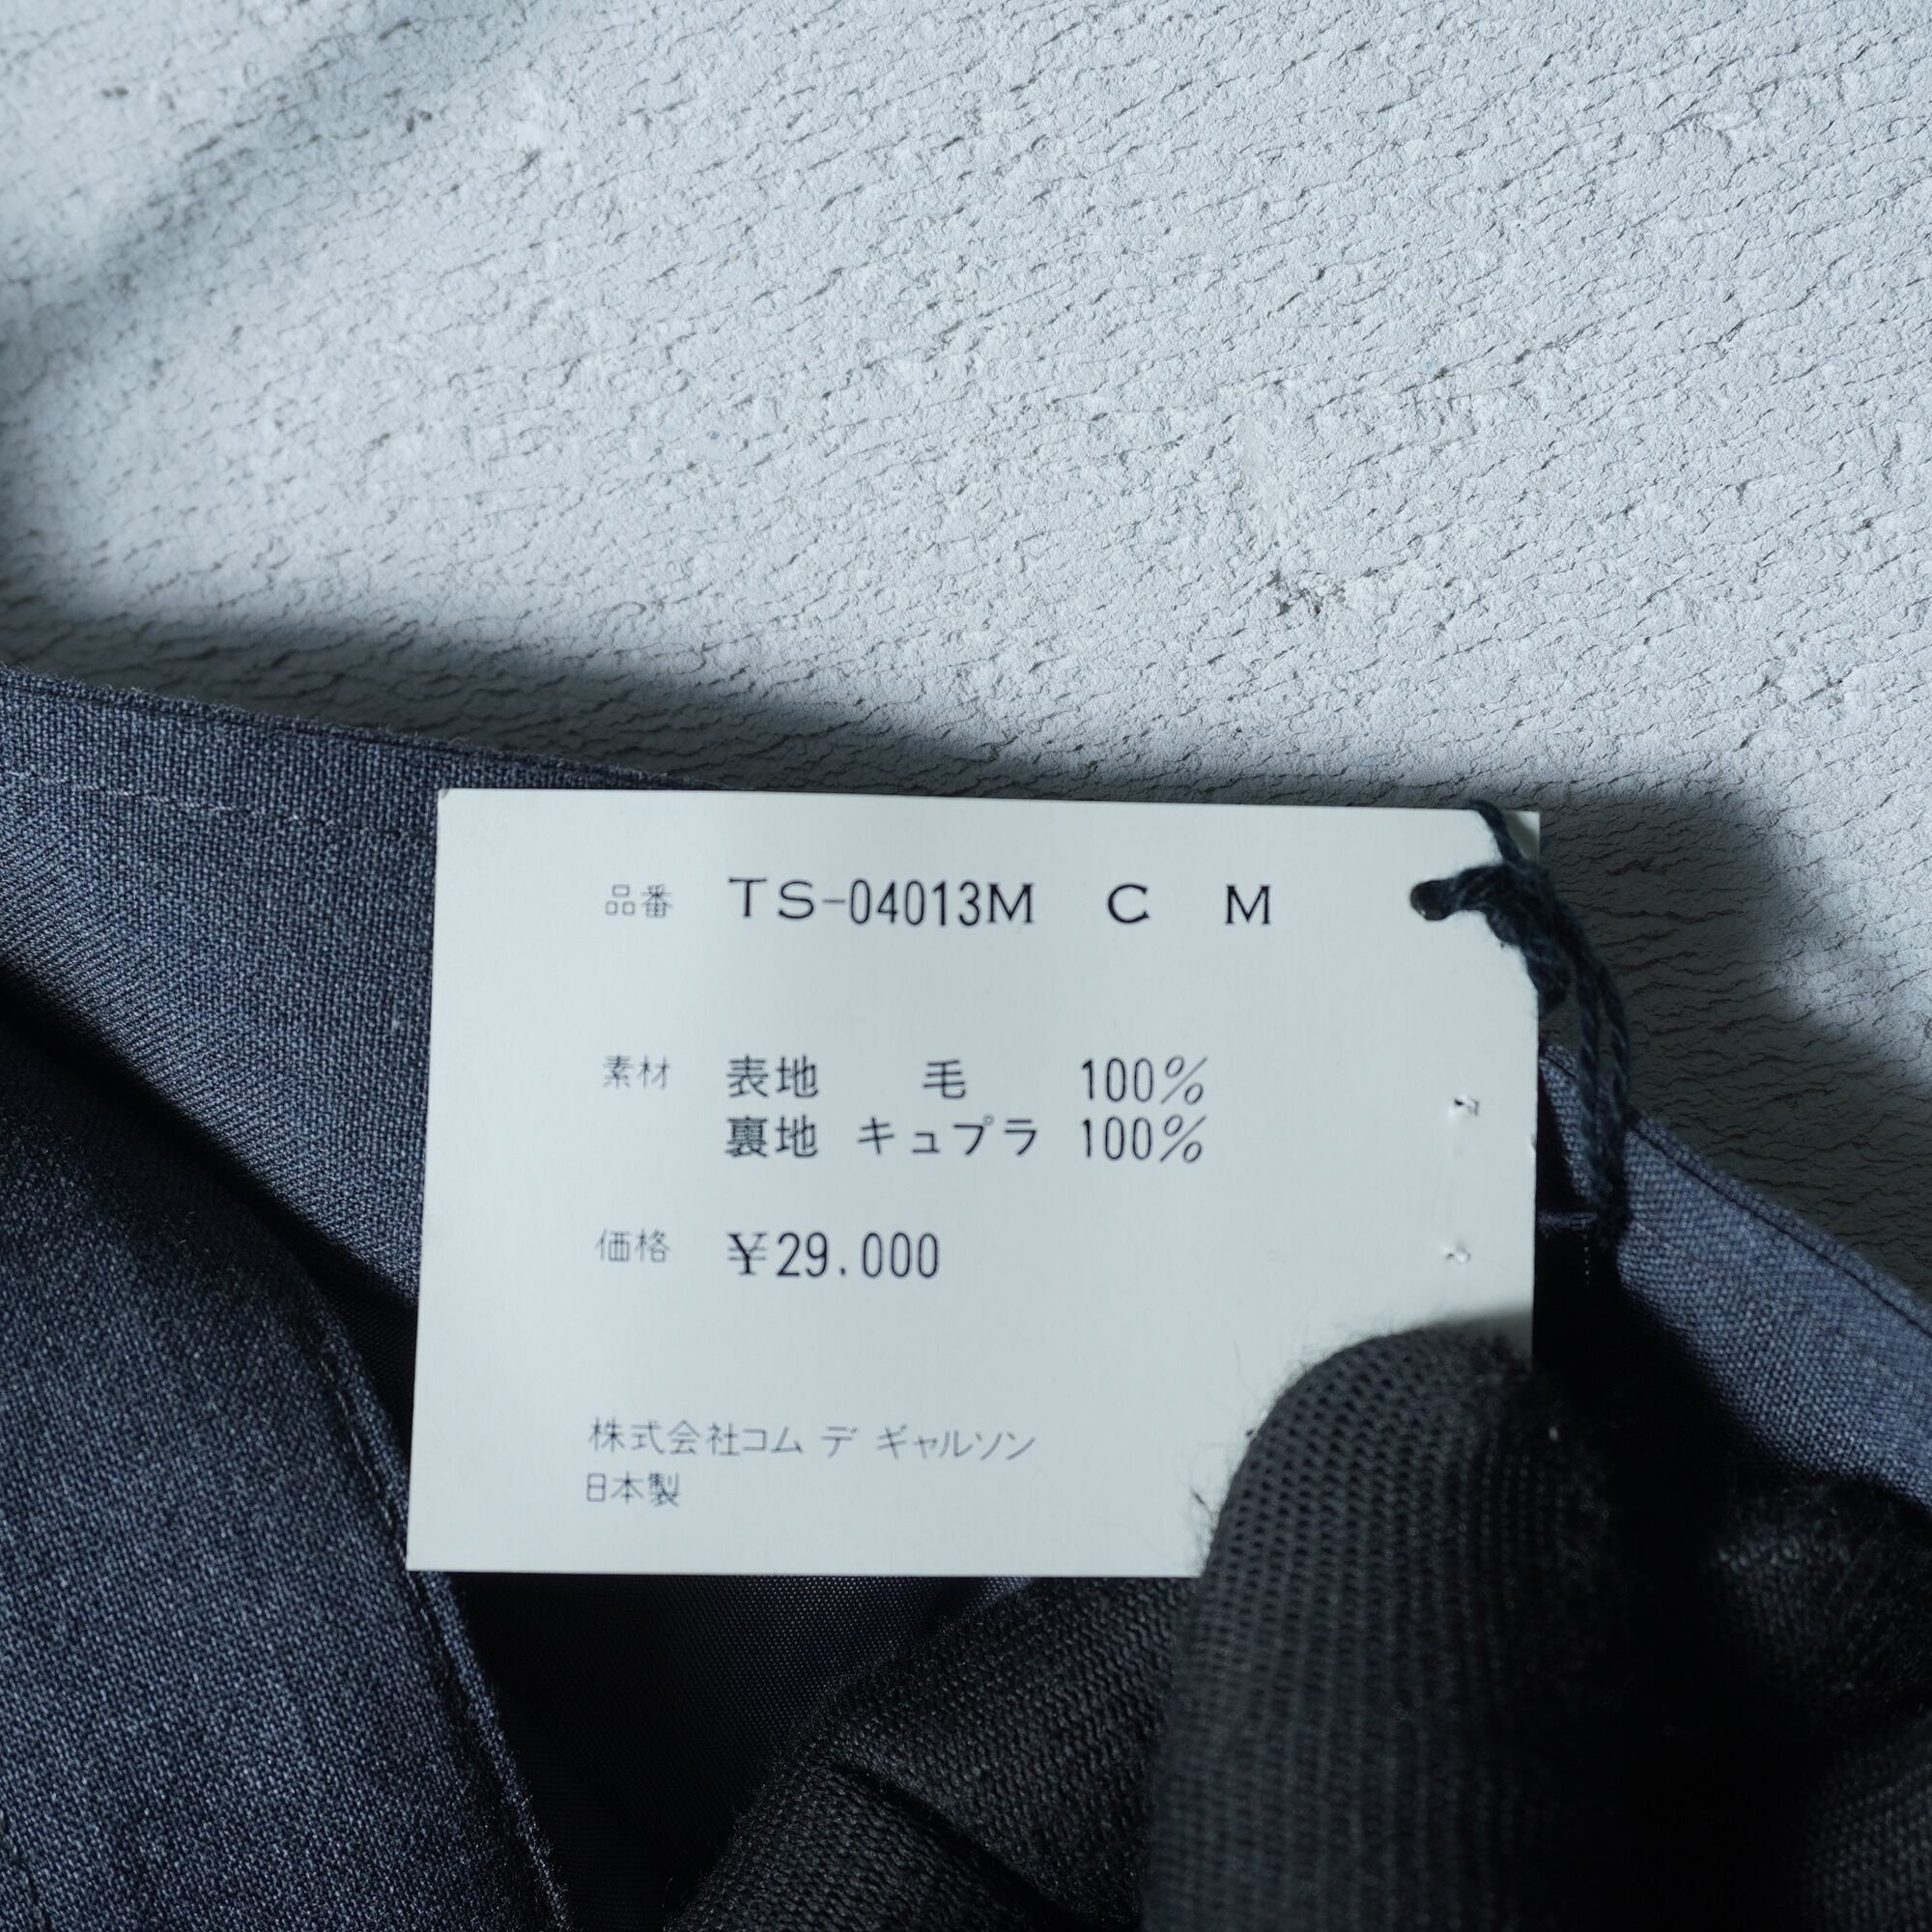 品番 TS-04013M C M
素材 表地 毛 100%
裏地 キュプラ 100%
価格 ¥29.000
株式会社コム デ ギャルソン
日本製